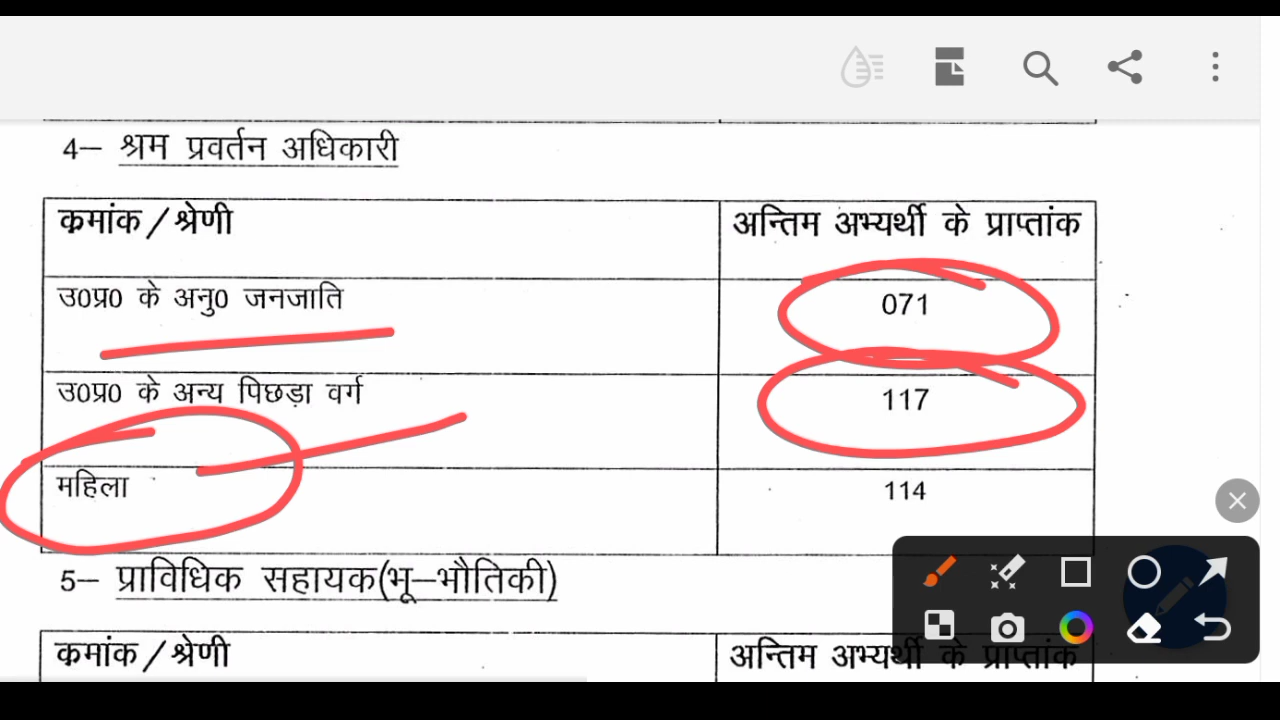 4– श्रम प्रवर्तन अधिकारी
कमांक / श्रेणी अन्तिम अभ्यर्थी के प्राप्तांक
उ0प्र0 के अनु0 जनजाति 071
उ0प्र0 के अन्य पिछड़ा वर्ग 117
महिला 114
5– प्राविधिक सहायक(भू–भौतिकी)
कमांक / श्रेणी अन्तिम अभ्यर्थी के प्राप्तांक